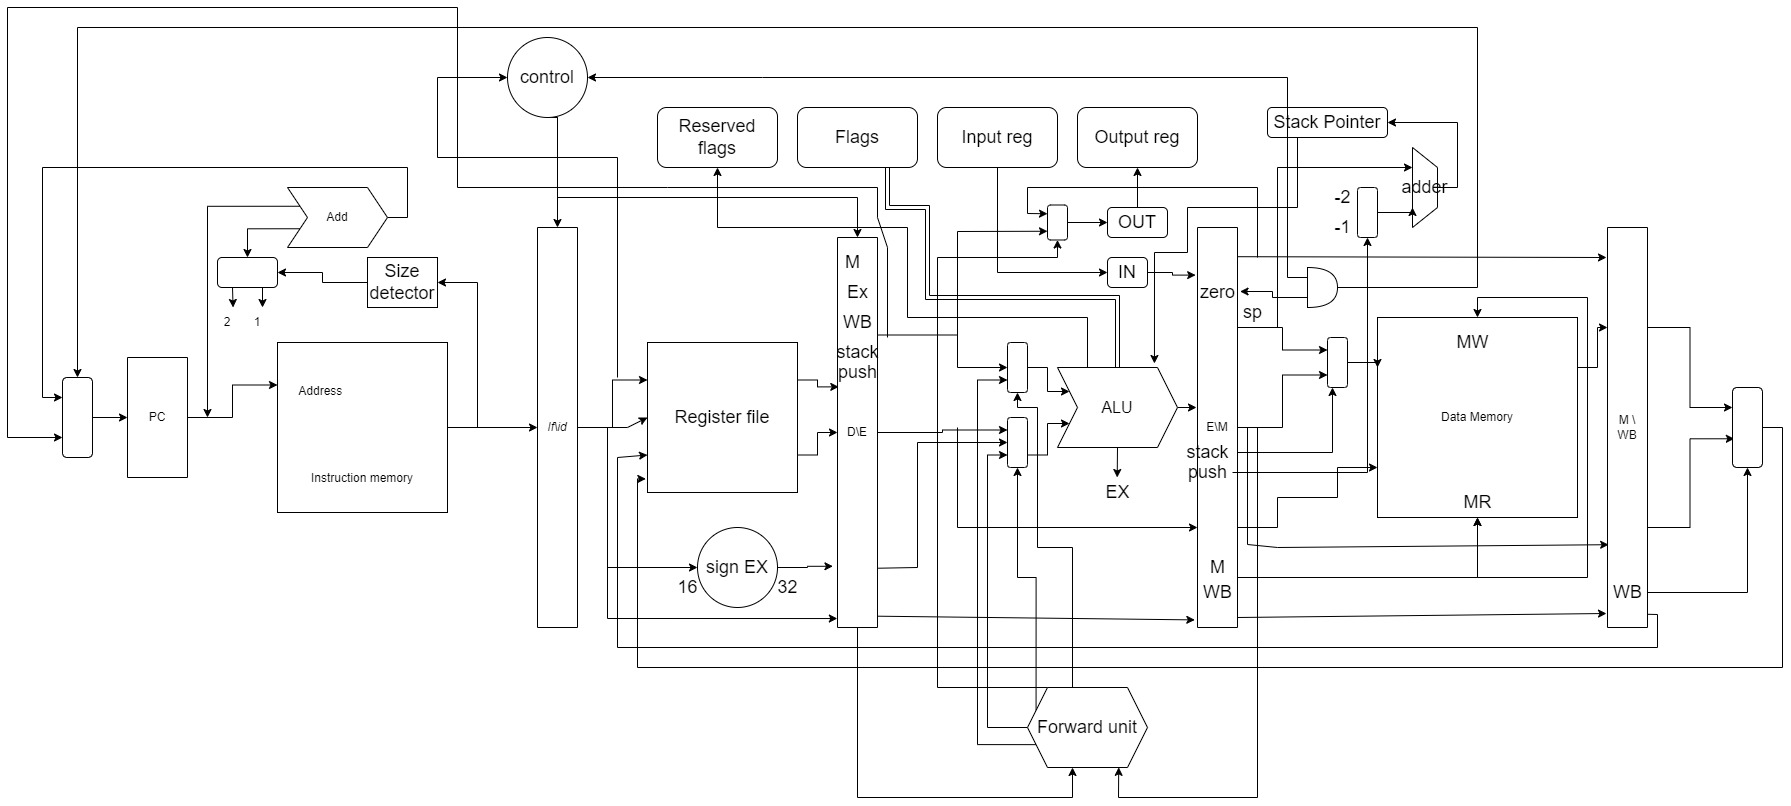 control
Reserved
flags
Flags
Input reg
Output reg
Stack Pointer
adder
-2
-1
Add
OUT
IN
Size
detector
2
1
M
Ex
WB
stack
push
D\E
zero
sp
MW
Address
PC
Instruction memory
If\id
Register file
ALU
EX
E\M
stack
push
M
WB
Data Memory
MR
M \
WB
WB
sign EX
16
32
Forward unit